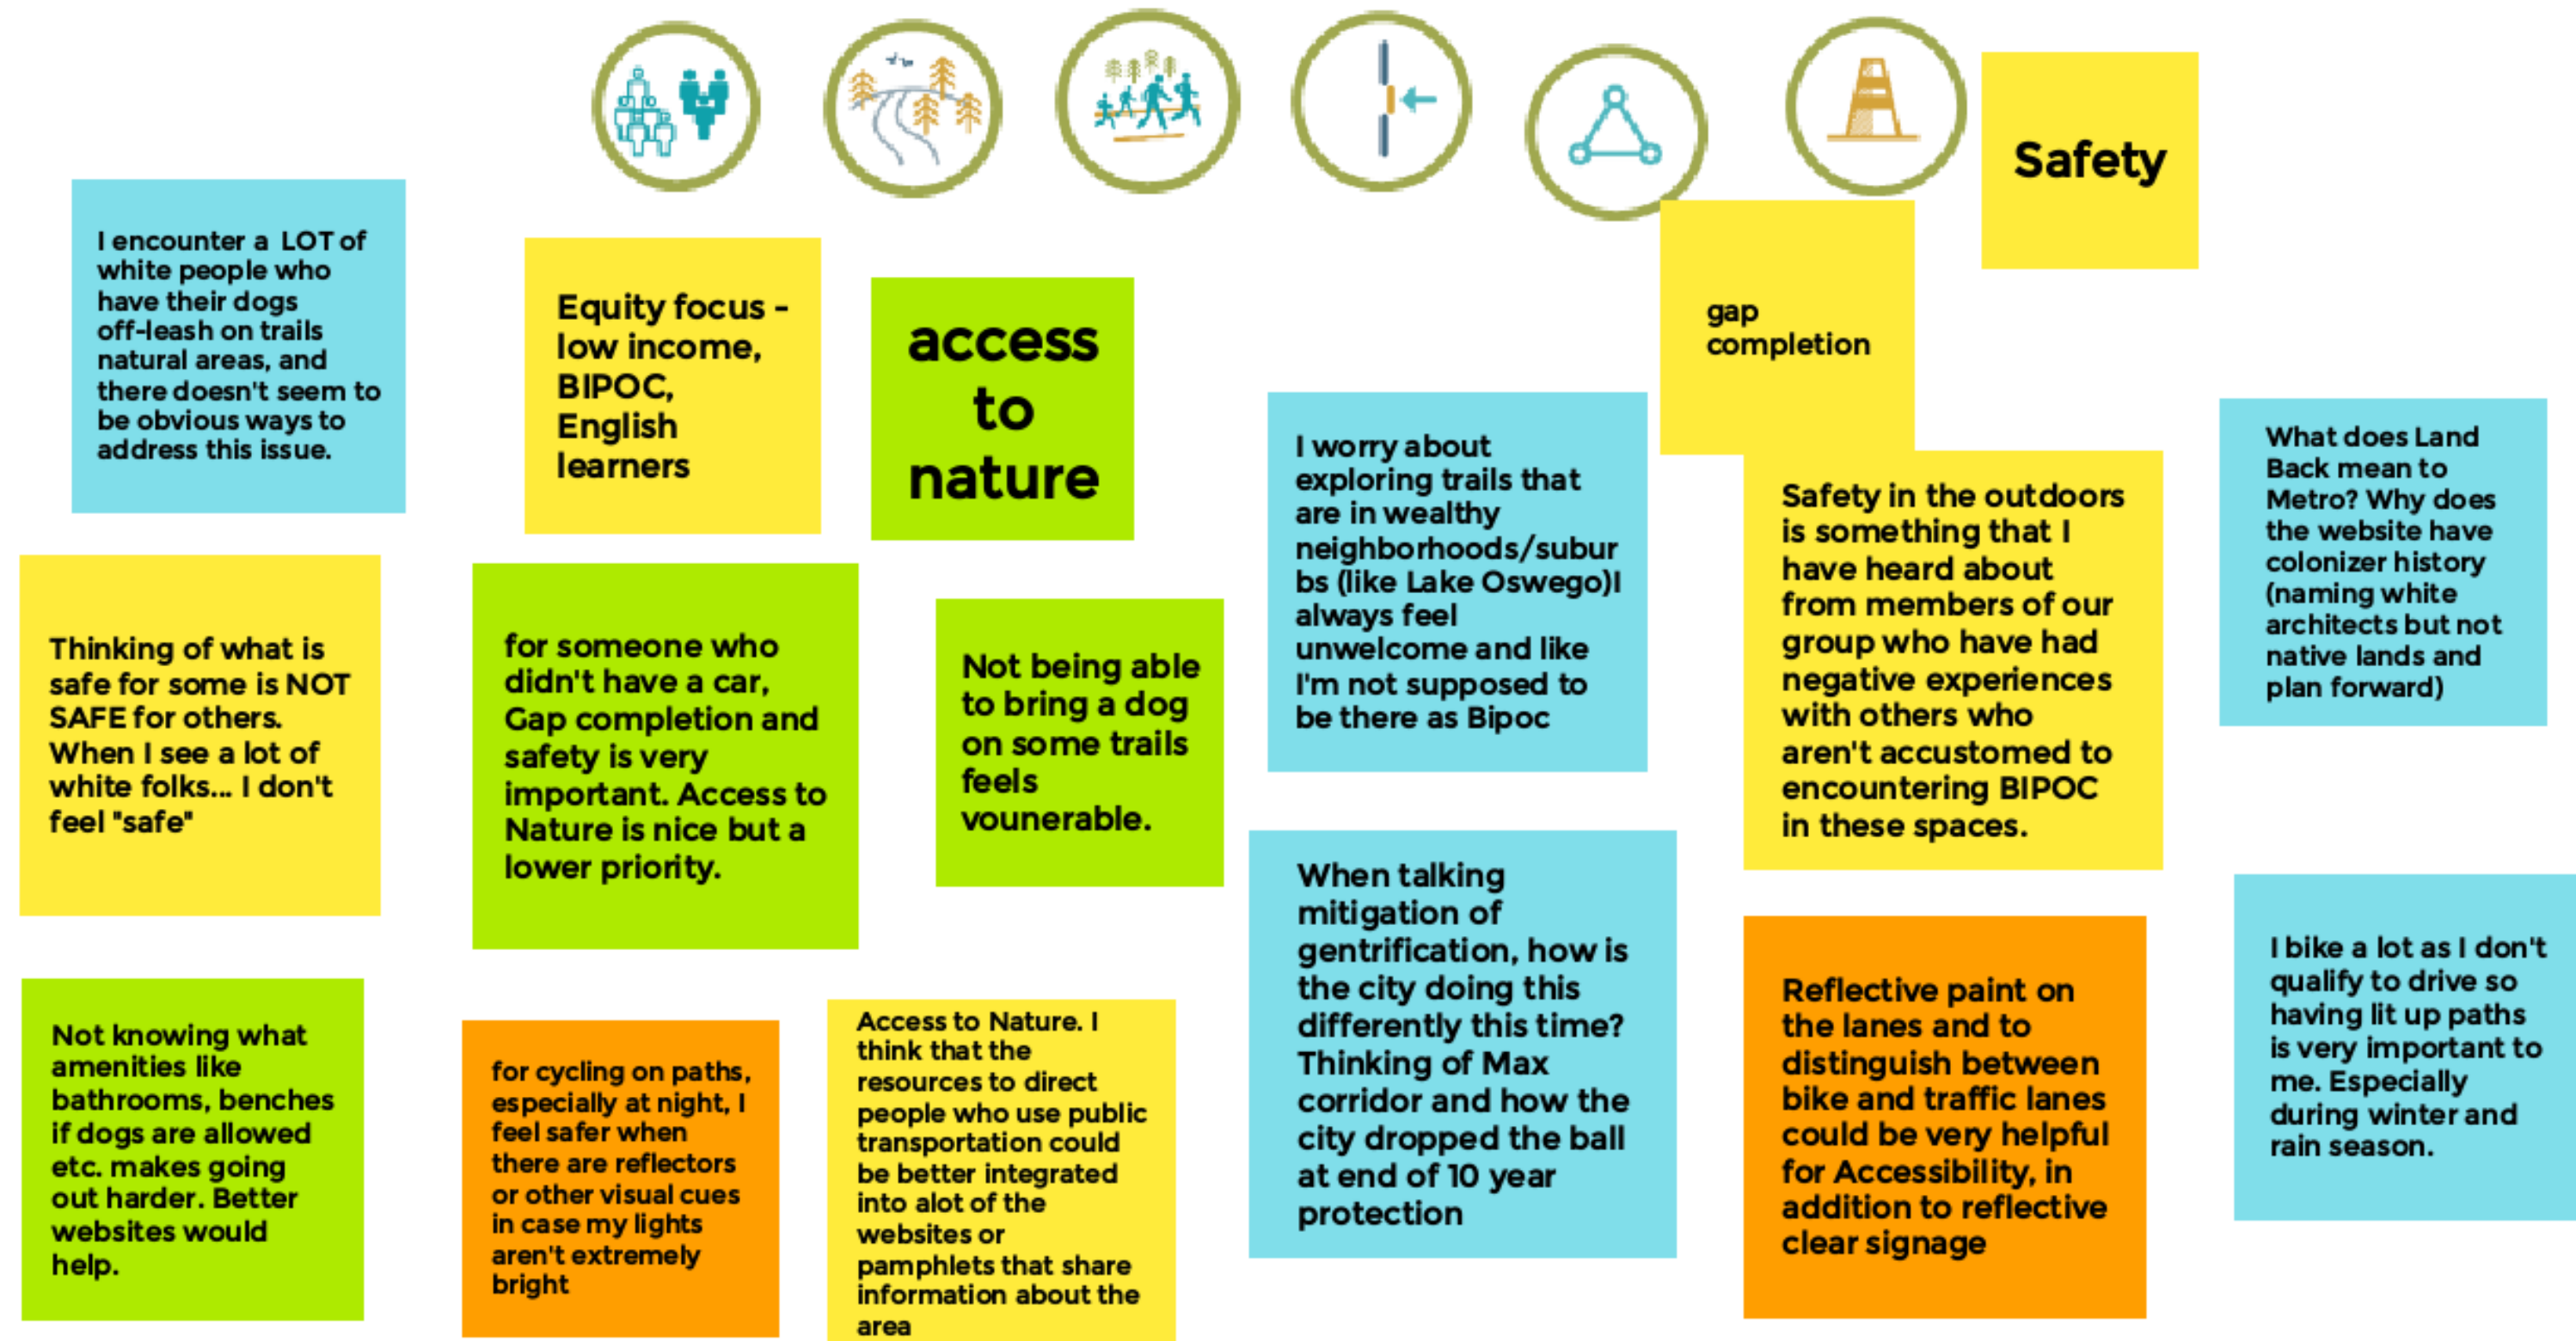 Safety
I encounter a LOT of
white people who
have their dogs
off-leash on trails
natural areas, and
there doesn't seem to
be obvious ways to
address this issue.
Equity focus -
low income,
BIPOC,
English
learners
access
to
nature
gap
completion
I worry about
exploring trails that
are in wealthy
neighborhoods/subur
bs (like Lake Oswego)I
always feel
unwelcome and like
I'm not supposed to
be there as Bipoc
Safety in the outdoors
is something that I
have heard about
from members of our
group who have had
negative experiences
with others who
aren't accustomed to
encountering BIPOC
in these spaces.
What does Land
Back mean to
Metro? Why does
the website have
colonizer history
(naming white
architects but not
native lands and
plan forward)
Thinking of what is
safe for some is NOT
SAFE for others.
When I see a lot of
white folks... I don't
feel "safe"
for someone who
didn't have a car,
Gap completion and
safety is very
important. Access to
Nature is nice but a
lower priority.
Not being able
to bring a dog
on some trails
feels
vounerable.
When talking
mitigation of
gentrification, how is
the city doing this
differently this time?
Thinking of Max
corridor and how the
city dropped the ball
at end of 10 year
protection
Reflective paint on
the lanes and to
distinguish between
bike and traffic lanes
could be very helpful
for Accessibility, in
addition to reflective
clear signage
I bike a lot as I don't
qualify to drive so
having lit up paths
is very important to
me. Especially
during winter and
rain season.
Not knowing what
amenities like
bathrooms, benches
if dogs are allowed
etc. makes going
out harder. Better
websites would
help.
for cycling on paths,
especially at night, I
feel safer when
there are reflectors
or other visual cues
in case my lights
aren't extremely
bright
Access to Nature. I
think that the
resources to direct
people who use public
transportation could
be better integrated
into alot of the
websites or
pamphlets that share
information about the
area